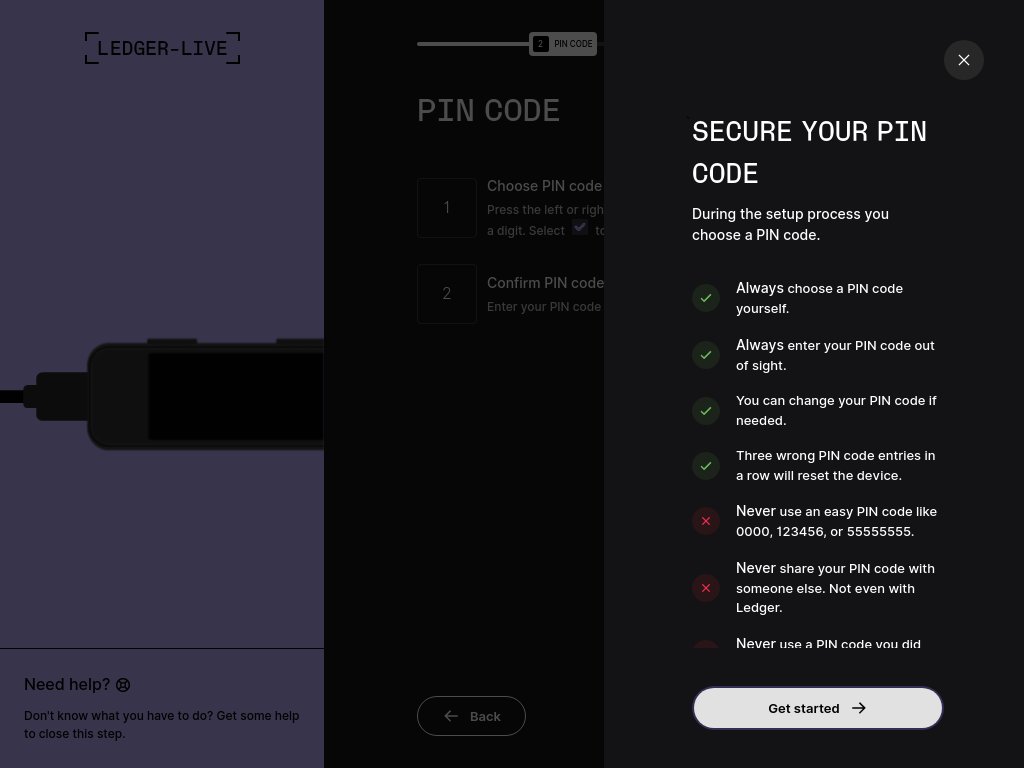 LEDGER-LIVE
2 PIN CODE
PIN CODE
1
Choose PIN code
Press the left or righ
a digit. Select to
2
Confirm PIN code
Enter your PIN code
Back
Need help?
Don't know what you have to do? Get some help
to close this step.
SECURE YOUR PIN
CODE
During the setup process you
choose a PIN code.
Always choose a PIN code
yourself.
Always enter your PIN code out
of sight.
You can change your PIN code if
needed.
Three wrong PIN code entries in
a row will reset the device.
Never use an easy PIN code like
0000, 123456, or 55555555.
Never share your PIN code with
someone else. Not even with
Ledger.
Never use a PIN code you did
Get started